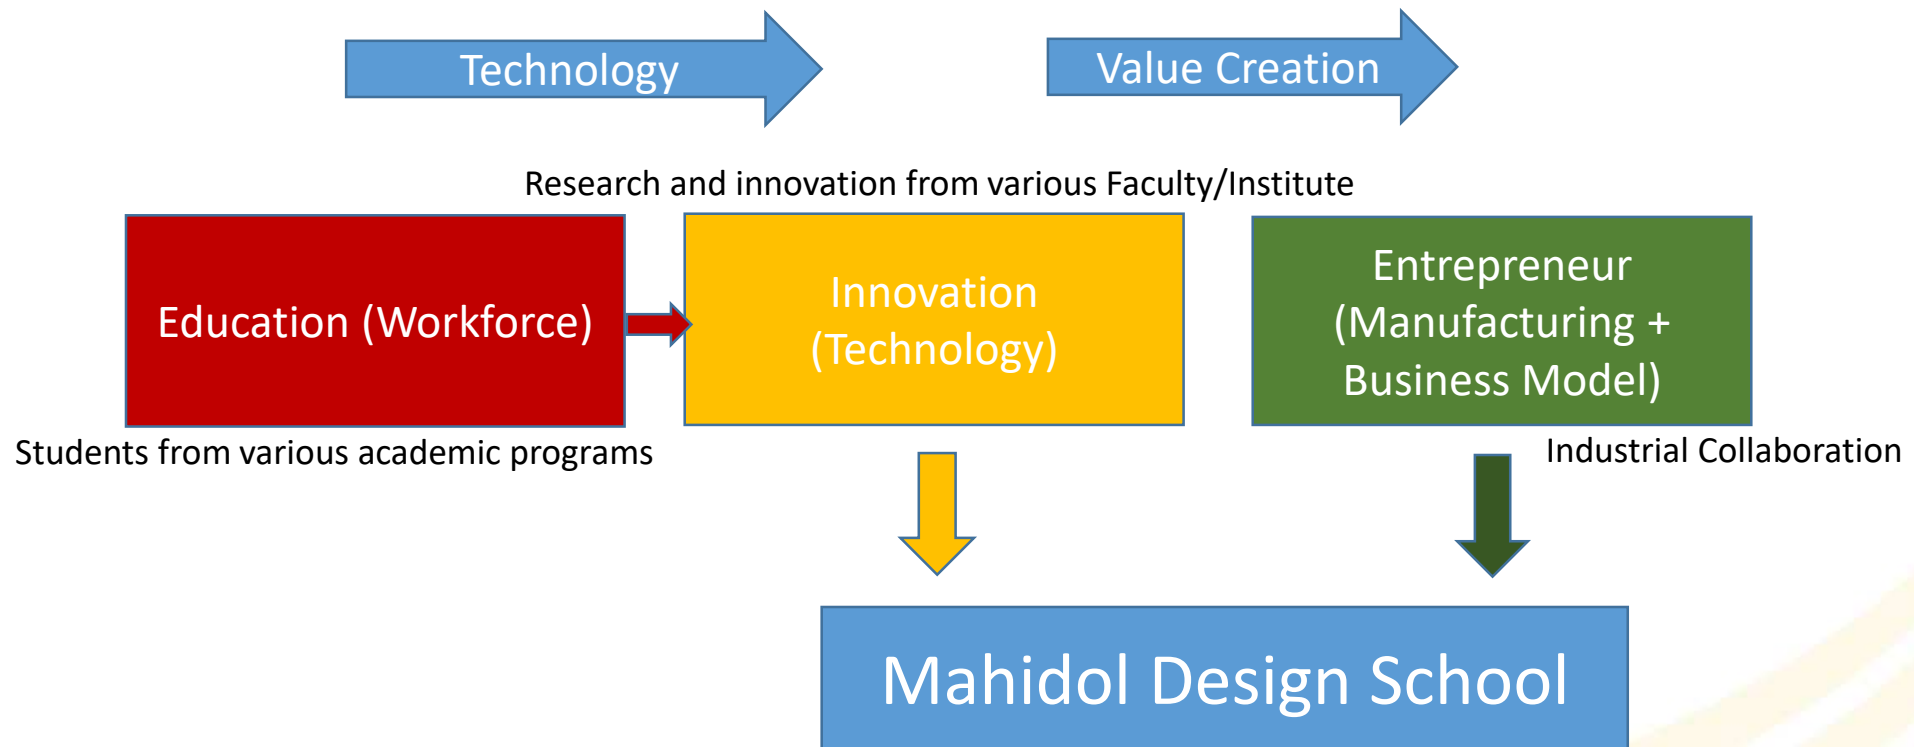 Technology
Value Creation
Research and innovation from various Faculty/Institute
Education (Workforce)
Innovation
(Technology)
Entrepreneur
(Manufacturing +
Business Model)
Students from various academic programs
Industrial Collaboration
Mahidol Design School